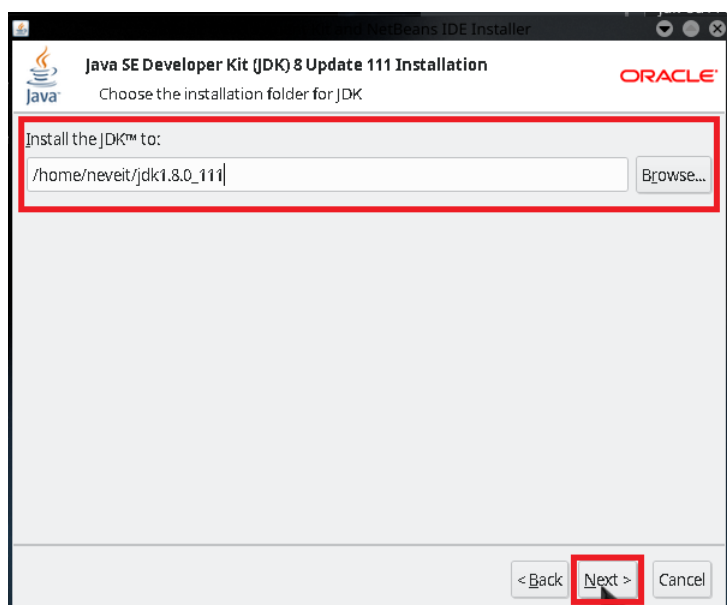 and NetBeans IDE Installer
Java SE Developer Kit (JDK) 8 Update 111 Installation
Choose the installation folder for JDK
Java
ORACLE
Install the JDK™ to:
/home/neveit/jdk1.8.0_111
Browse...
< Back
Next >
Cancel